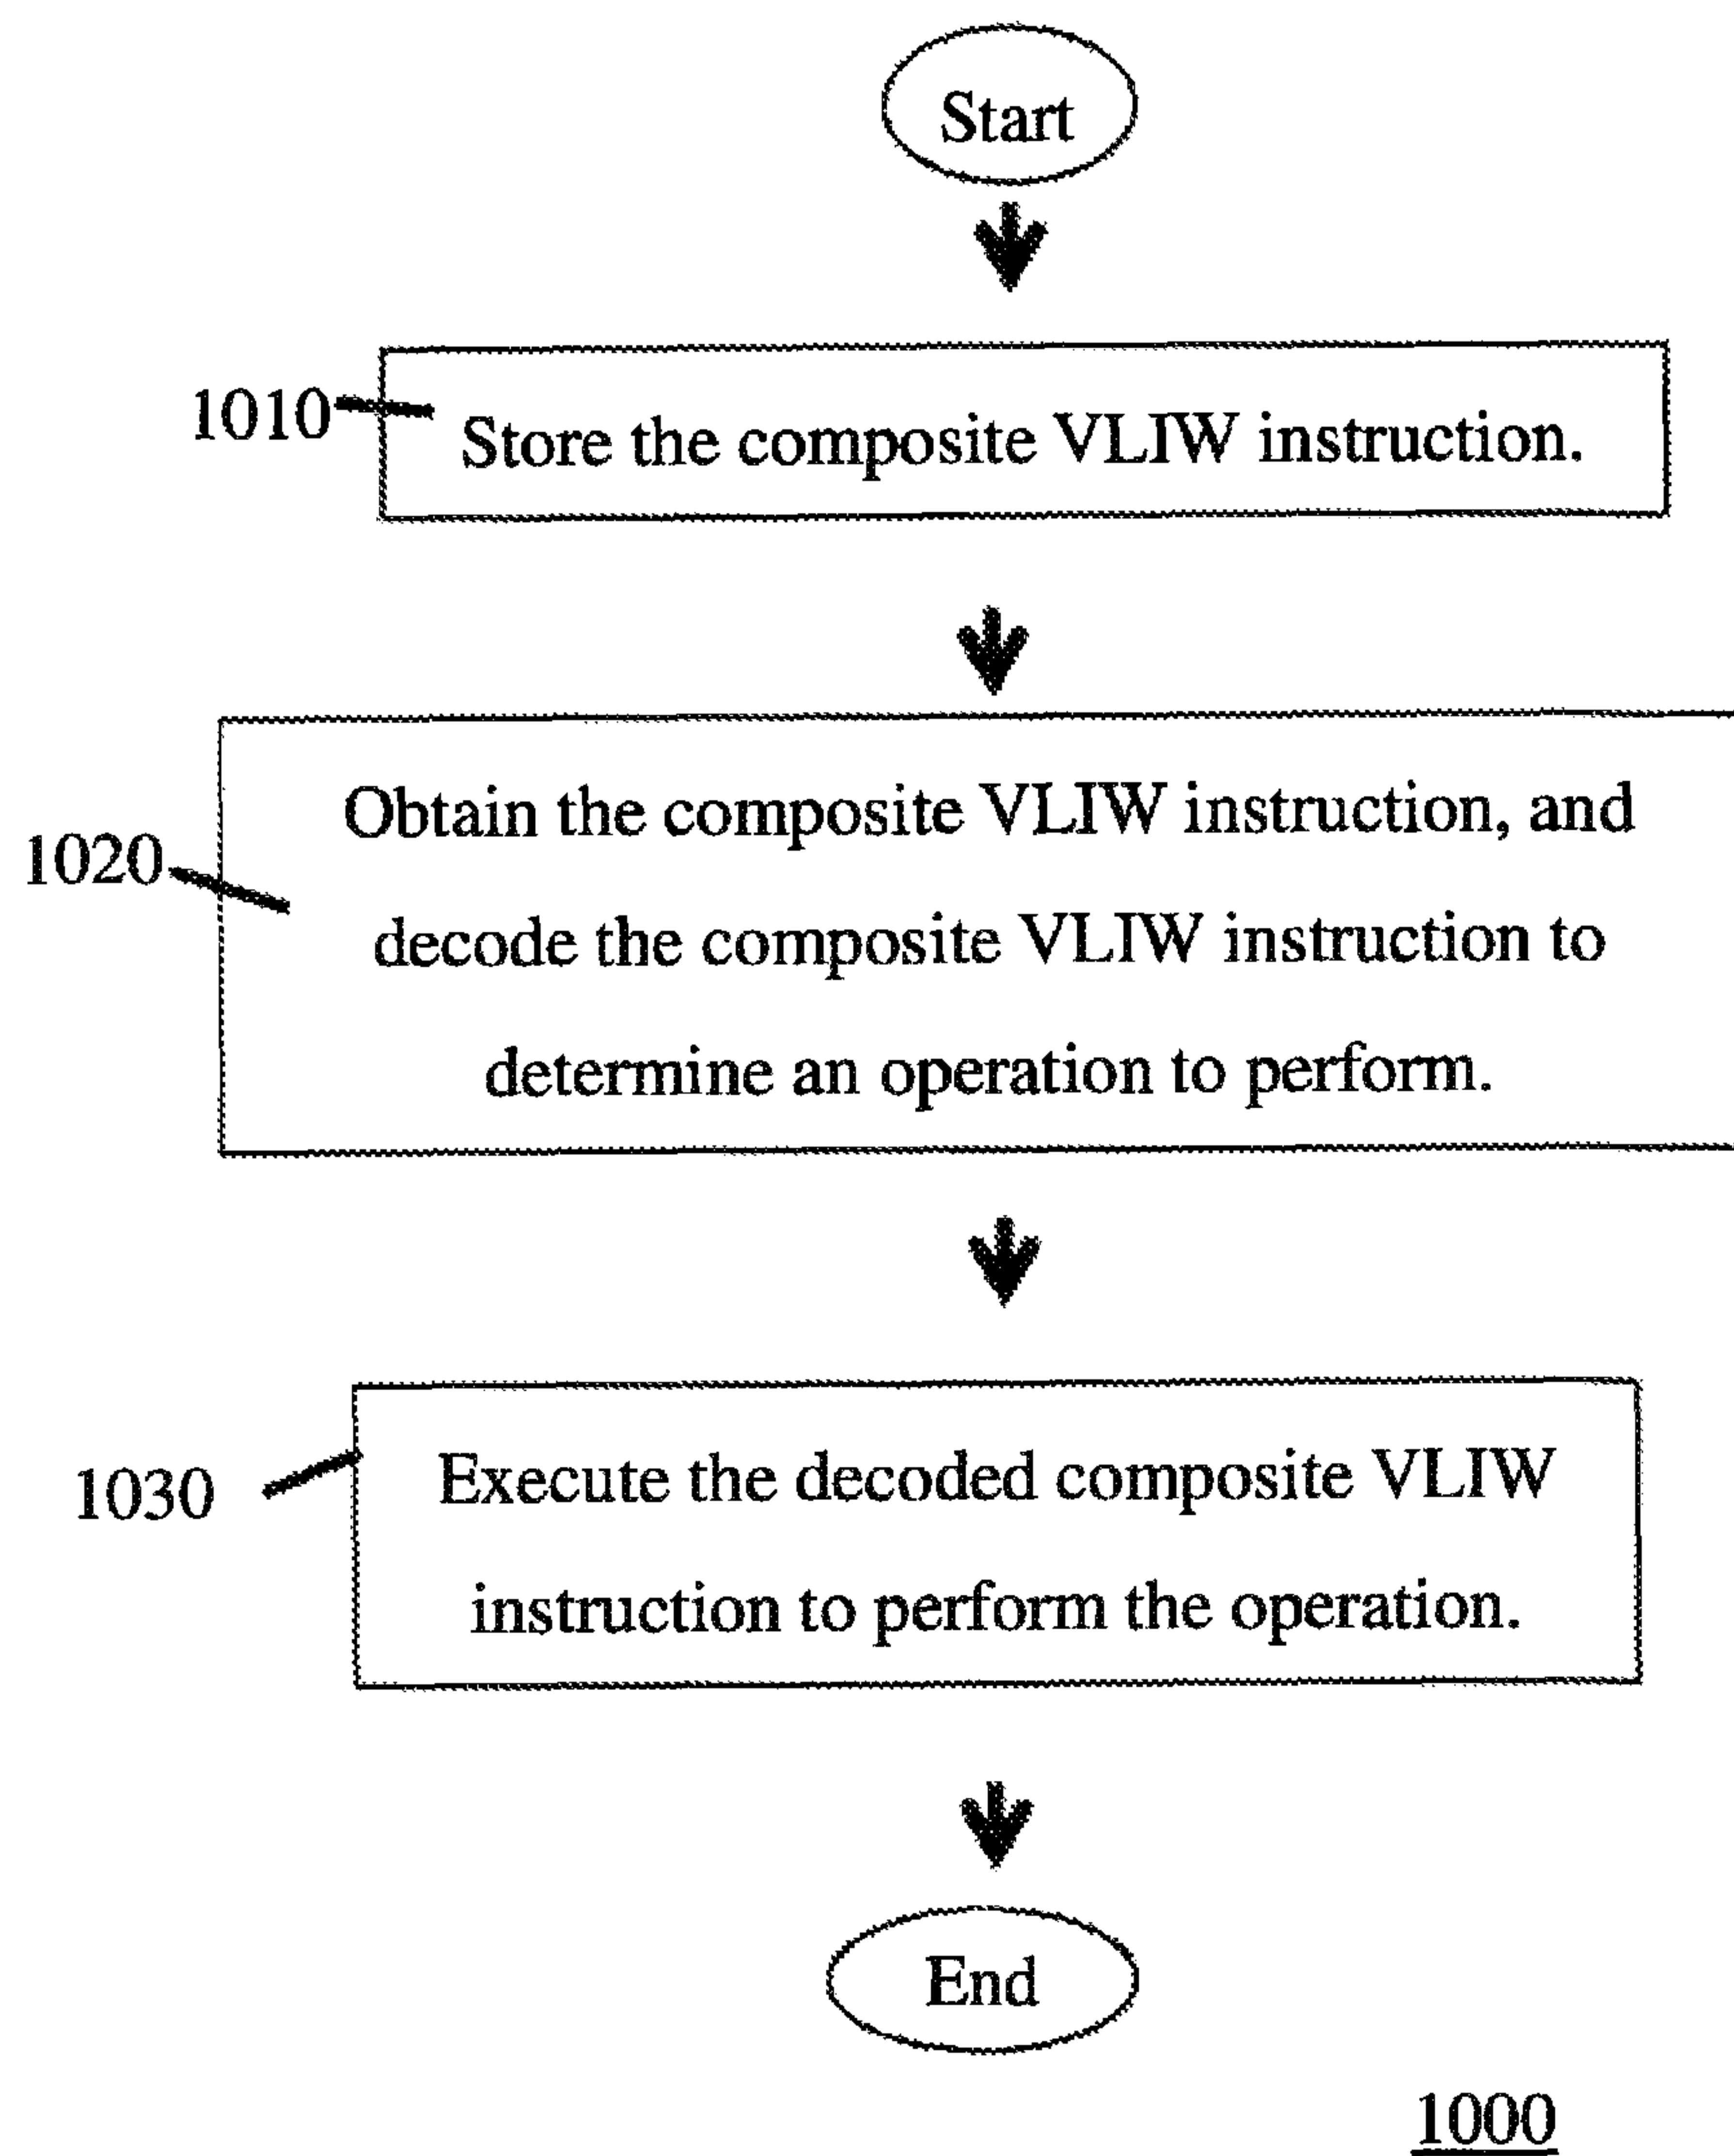 Start
1010
Store the composite VLIW instruction.
1020
Obtain the composite VLIW instruction, and
decode the composite VLIW instruction to
determine an operation to perform.
1030
Execute the decoded composite VLIW
instruction to perform the operation.
End
1000